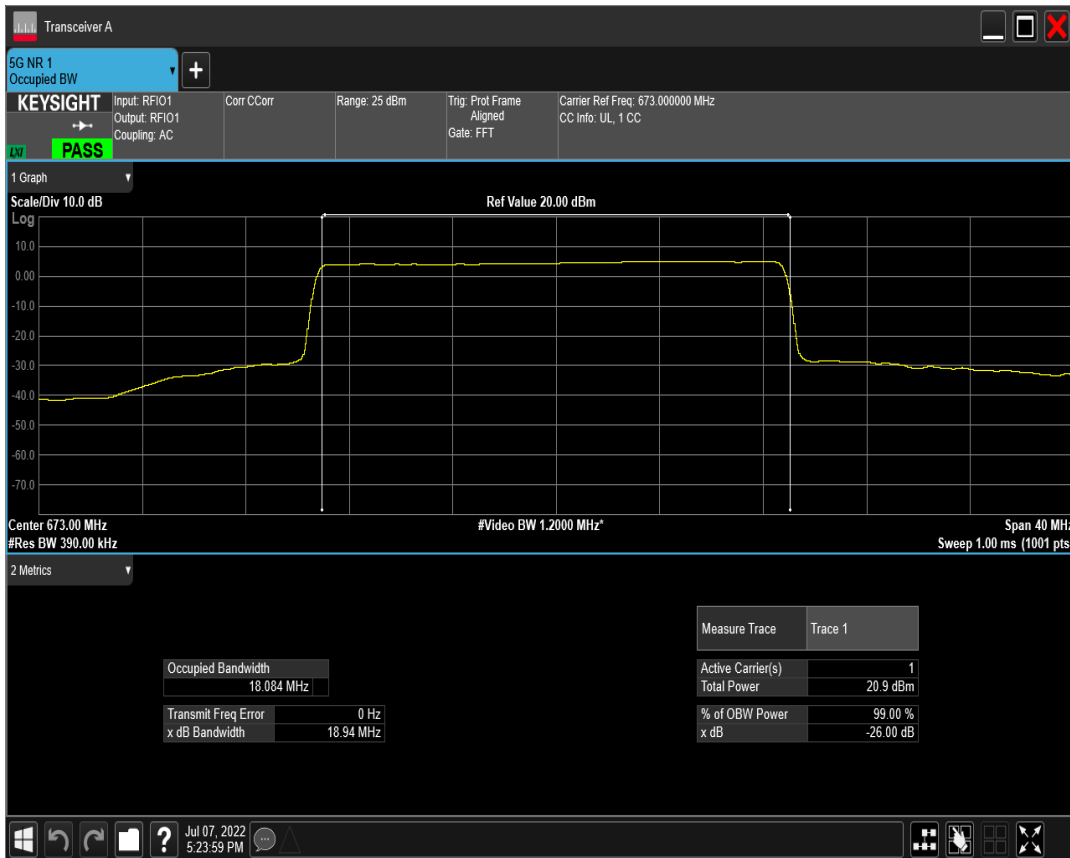 Transceiver A
5G NR 1
Occupied BW
KEYSIGHT
LXI
PASS
Input: RFIO1
Output: RFIO1
Coupling: AC
Corr CCorr
Range: 25 dBm
Trig: Prot Frame
Aligned
Gate: FFT
Carrier Ref Freq: 673.000000 MHz
CC Info: UL, 1 CC
1 Graph
Scale/Div 10.0 dB
Ref Value 20.00 dBm
Log
10.0
0.00
-10.0
-20.0
-30.0
-40.0
-50.0
-60.0
-70.0
Center 673.00 MHz
#Video BW 1.2000 MHz*
Span 40 MHz
#Res BW 390.00 kHz
Sweep 1.00 ms (1001 pts
2 Metrics
Measure Trace Trace 1
Occupied Bandwidth
18.084 MHz
Active Carrier(s) 1
Total Power 20.9 dBm
Transmit Freq Error 0 Hz
x dB Bandwidth 18.94 MHz
% of OBW Power 99.00 %
x dB -26.00 dB
?
Jul 07, 2022
5:23:59 PM